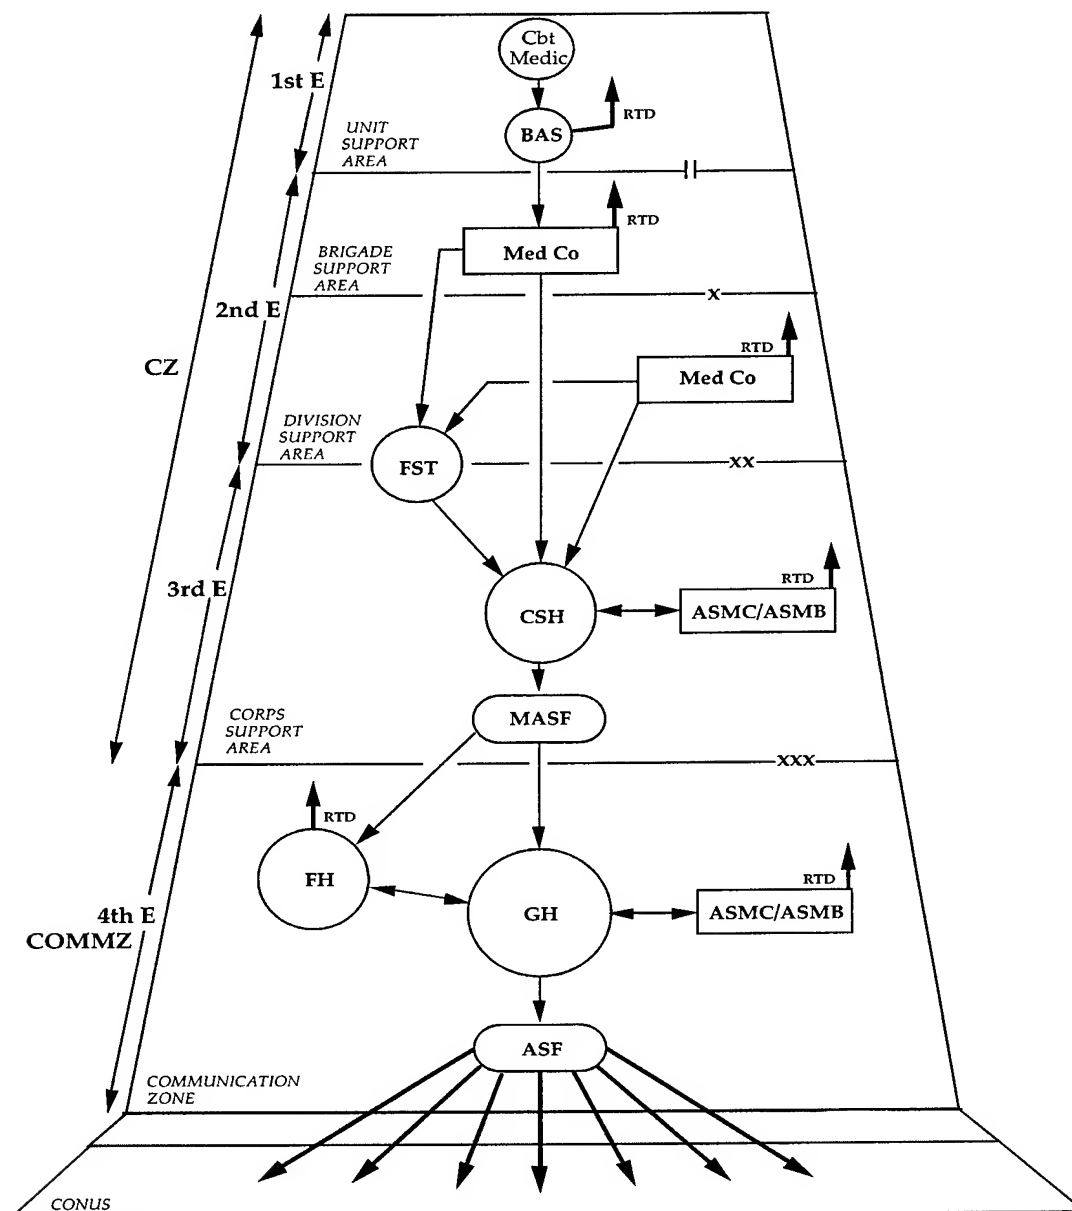 Cbt
Medic
1st E
RTD
UNIT
SUPPORT
AREA
BAS
RTD
BRIGADE
SUPPORT
AREA
Med Co
X
2nd E
RTD
CZ
Med Co
DIVISION
SUPPORT
AREA
FST
XX
RTD
3rd E
CSH
ASMC/ASMB
CORPS
SUPPORT
AREA
MASF
XXX
RTD
FH
RTD
4th E
COMMZ
GH
ASMC/ASMB
ASF
COMMUNICATION
ZONE
CONUS